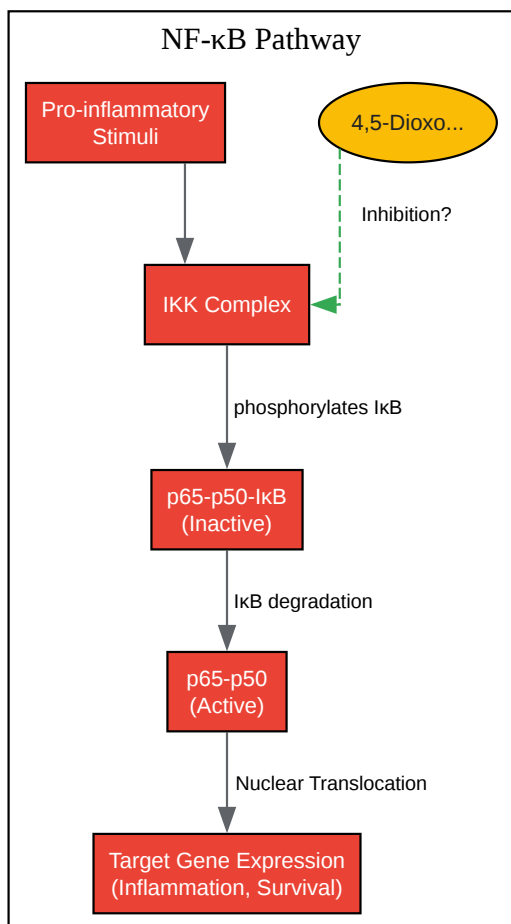 NF-κB Pathway
Pro-inflammatory
Stimuli
4,5-Dioxo...
Inhibition?
IKK Complex
phosphorylates IκB
p65-p50-IκB
(Inactive)
IκB degradation
p65-p50
(Active)
Nuclear Translocation
Target Gene Expression
(Inflammation, Survival)